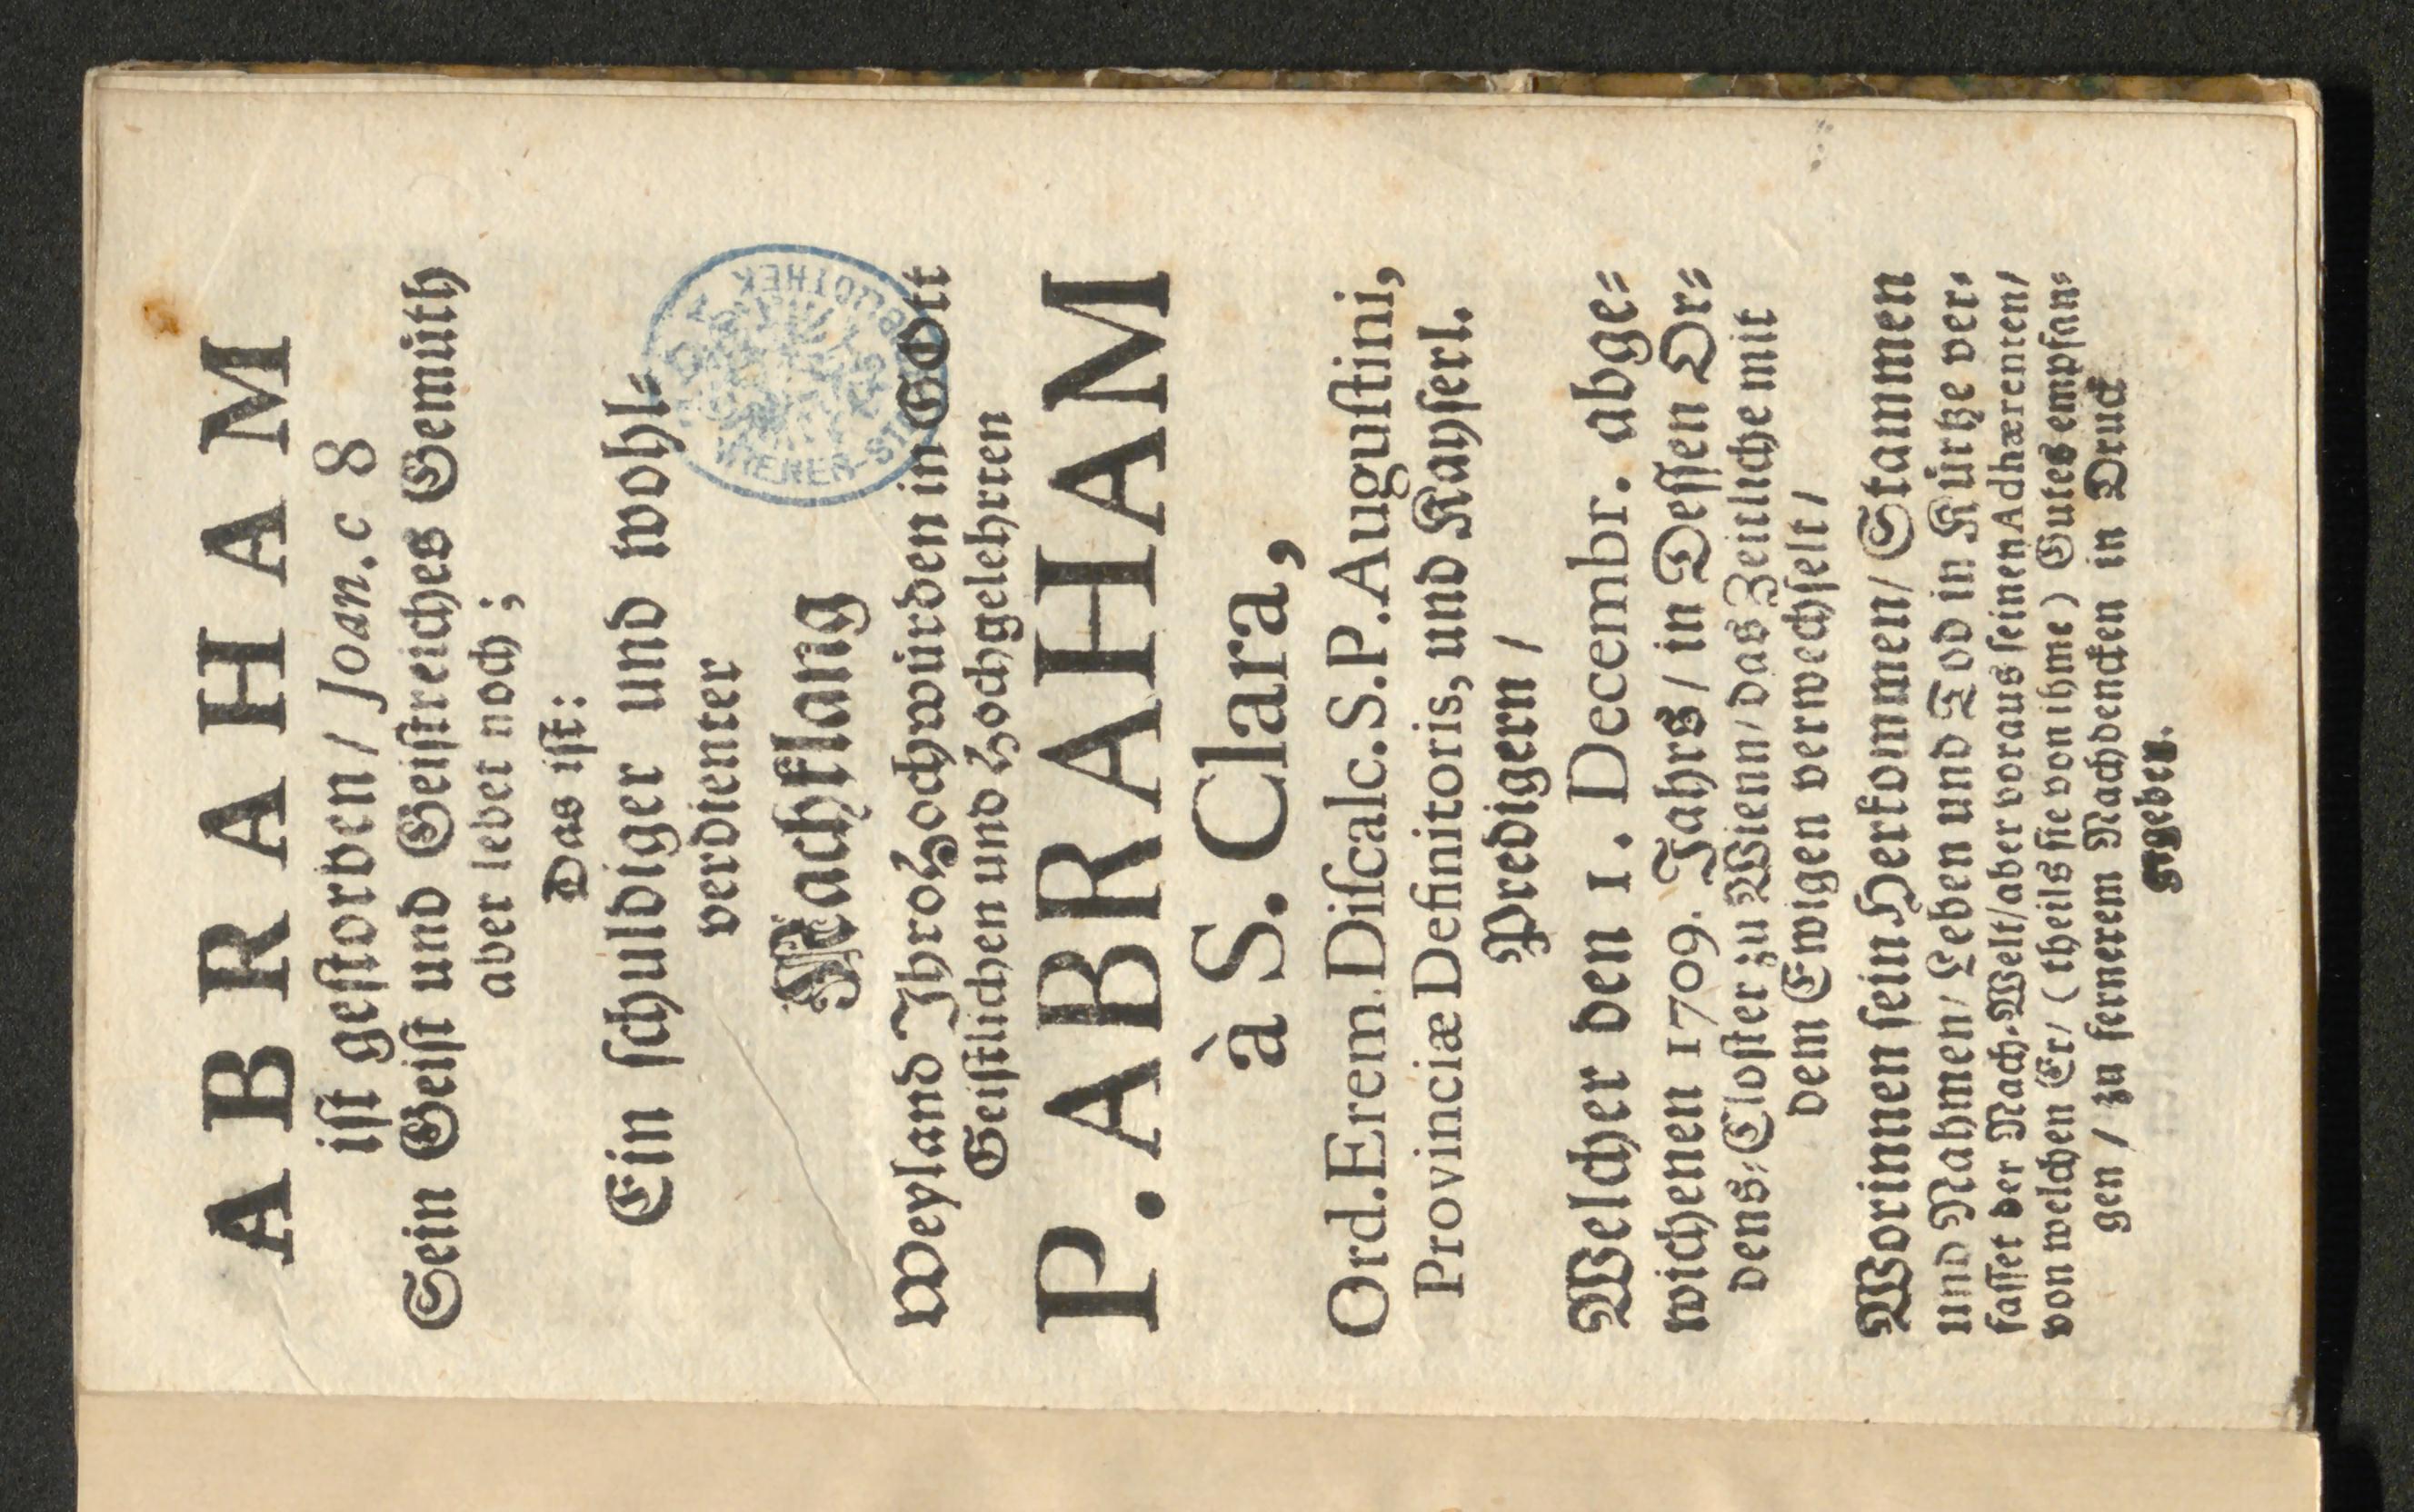 ABRAHAM
iſt geſtorben / Joan. c 8
Sein Geiſt und Geiſtreiches Gemüth
aber lebet noch ;
Das iſt:
Ein ſchuldiger und wohl⸗
verdienter
Nachklang
Weyland Ihro Hochwürden in GOtt
Geiſtlichen und Hochgelehrten
P. ABRAHAM
à S. Clara,
Ord. Erem. Diſcalc. S. P. Auguſtini,
Provinciæ Definitoris, und Kayſerl.
Predigern /
Welcher den 1. Decembr. abge⸗
wichenen 1709. Jahrs / in Deſſen Or⸗
dens⸗Cloſter zu Wienn / das Zeitliche mit
dem Ewigen verwechſelt /
Worinnen ſein Herkommen / Stammen
und Nahmen / Leben und Tod in Kürtze ver⸗
faſſet der Nach⸗Welt / aber voraus ſeinen Adhærenten /
von welchen Er / ( theils ſie von ihme ) Gutes empfan⸗
gen / zu fernerem Nachdencken in Druck
gegeben.
WIENER-STADT-BIBLIOTHEK